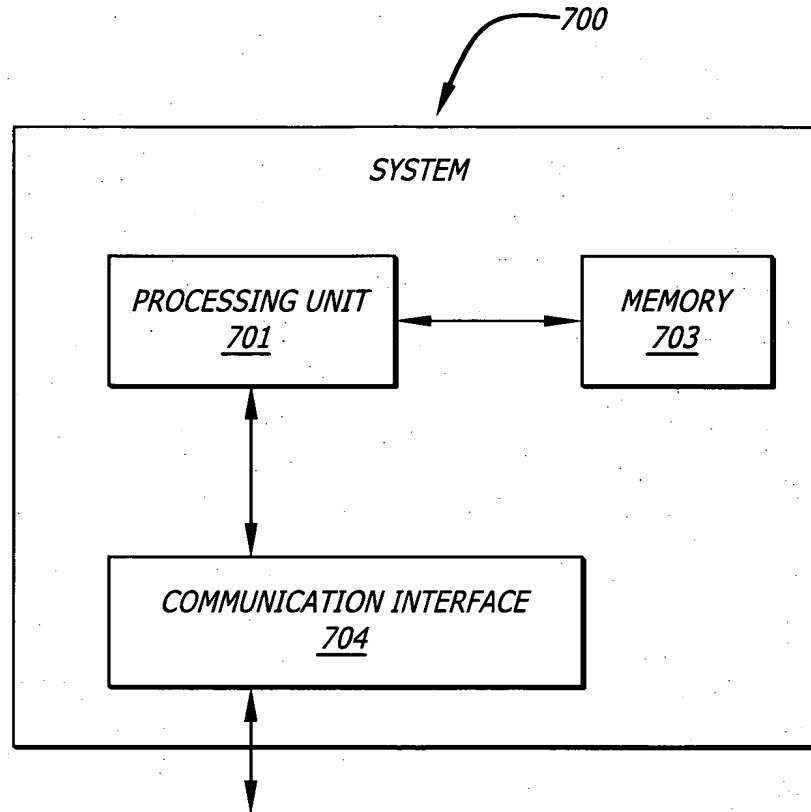 700
SYSTEM
PROCESSING UNIT
701
MEMORY
703
COMMUNICATION INTERFACE
704